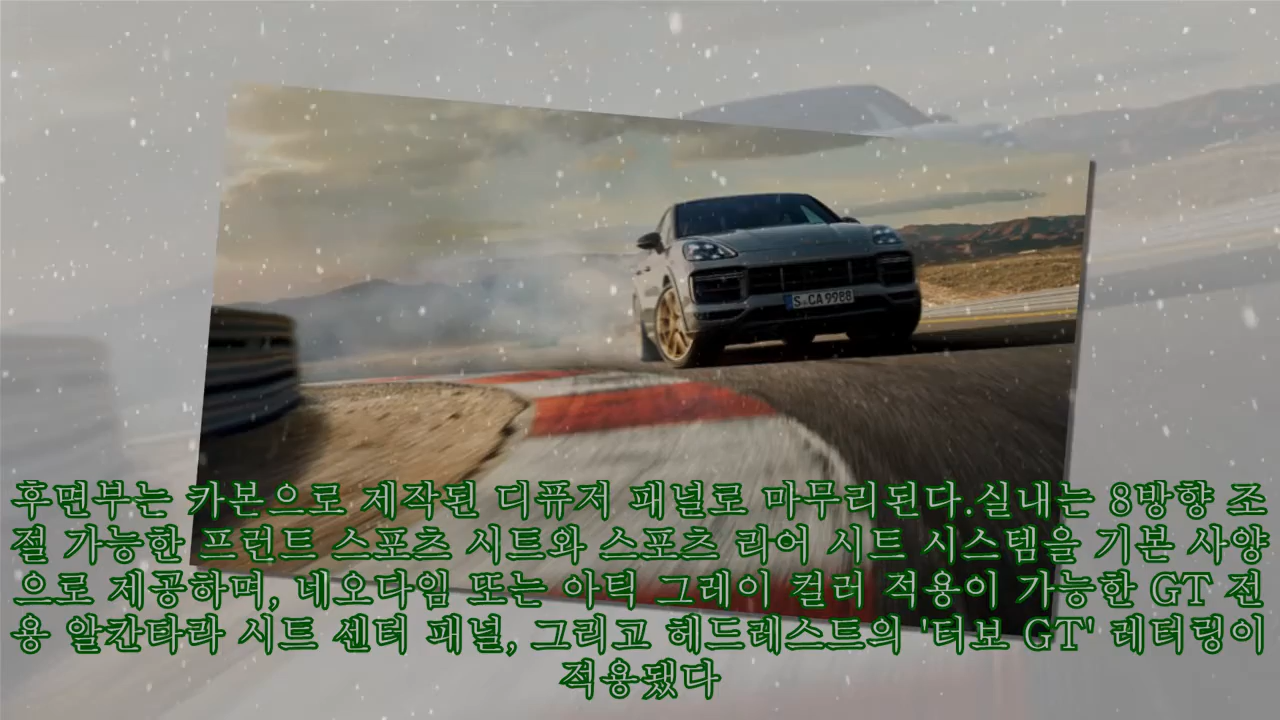 S·CA 9988
후면부는 카본으로 제작된 디퓨저 패널로 마무리된다.실내는 8방향 조
절 가능한 프런트 스포츠 시트와 스포츠 리어 시트 시스템을 기본 사양
으로 제공하며, 네오다임 또는 아틱 그레이 컬러 적용이 가능한 GT 전
용 알칸타라 시트 센터 패널, 그리고 헤드레스트의 '터보 GT' 레터링이
적용됐다